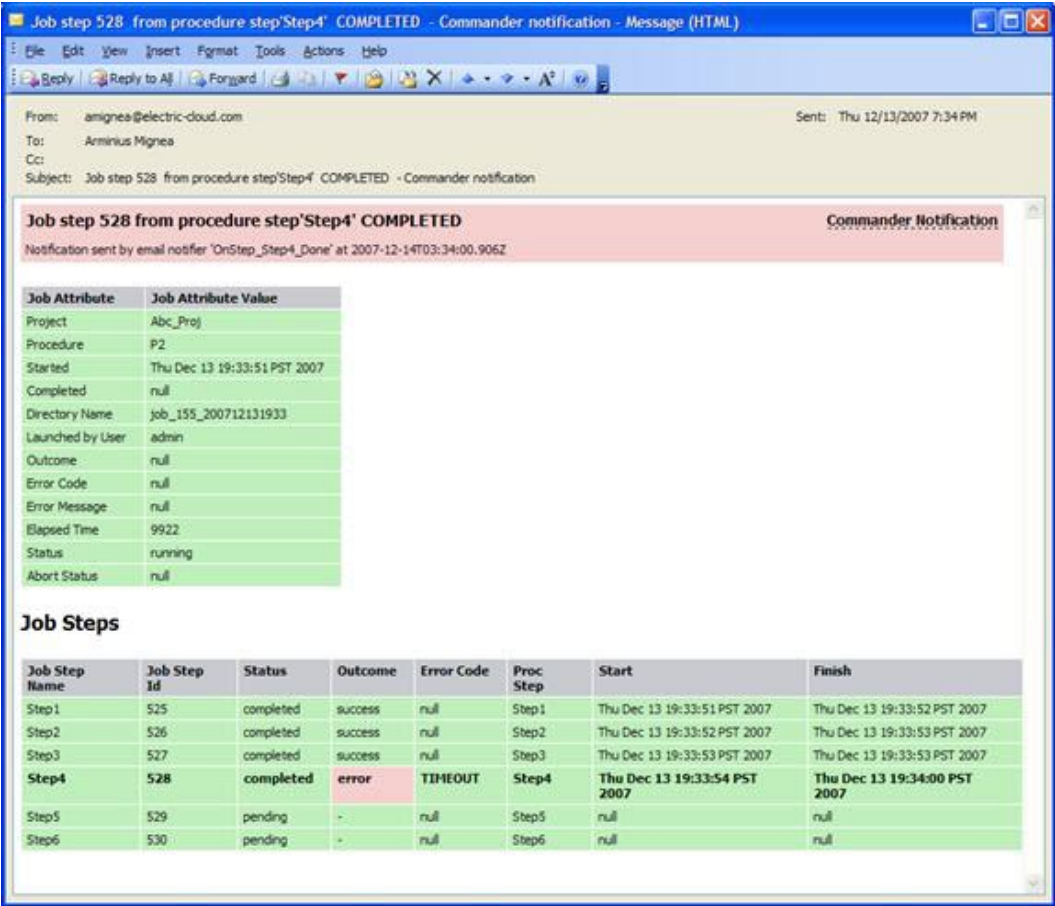 Job step 528 from procedure step'Step4' COMPLETED - Commander notification - Message (HTML)
File Edit View Insert Format Tools Actions Help
Reply Reply to All Forward
From: amignea@electric-cloud.com Sent: Thu 12/13/2007 7:34 PM
To: Arminius Mignea
Cc:
Subject: Job step 528 from procedure step'Step4' COMPLETED - Commander notification
Job step 528 from procedure step'Step4' COMPLETED Commander Notification
Notification sent by email notifier 'OnStep_Step4_Done' at 2007-12-14T03:34:00.906Z
Job Attribute Job Attribute Value
Project Abc_Proj
Procedure P2
Started Thu Dec 13 19:33:51 PST 2007
Completed null
Directory Name job_155_200712131933
Launched by User admin
Outcome null
Error Code null
Error Message null
Elapsed Time 9922
Status running
Abort Status null
Job Steps
Job Step Name Job Step Id Status Outcome Error Code Proc Step Start Finish
Step1 525 completed success null Step1 Thu Dec 13 19:33:51 PST 2007 Thu Dec 13 19:33:52 PST 2007
Step2 526 completed success null Step2 Thu Dec 13 19:33:52 PST 2007 Thu Dec 13 19:33:53 PST 2007
Step3 527 completed success null Step3 Thu Dec 13 19:33:53 PST 2007 Thu Dec 13 19:33:53 PST 2007
Step4 528 completed error TIMEOUT Step4 Thu Dec 13 19:33:54 PST 2007 Thu Dec 13 19:34:00 PST 2007
Step5 529 pending - null Step5 null null
Step6 530 pending - null Step6 null null